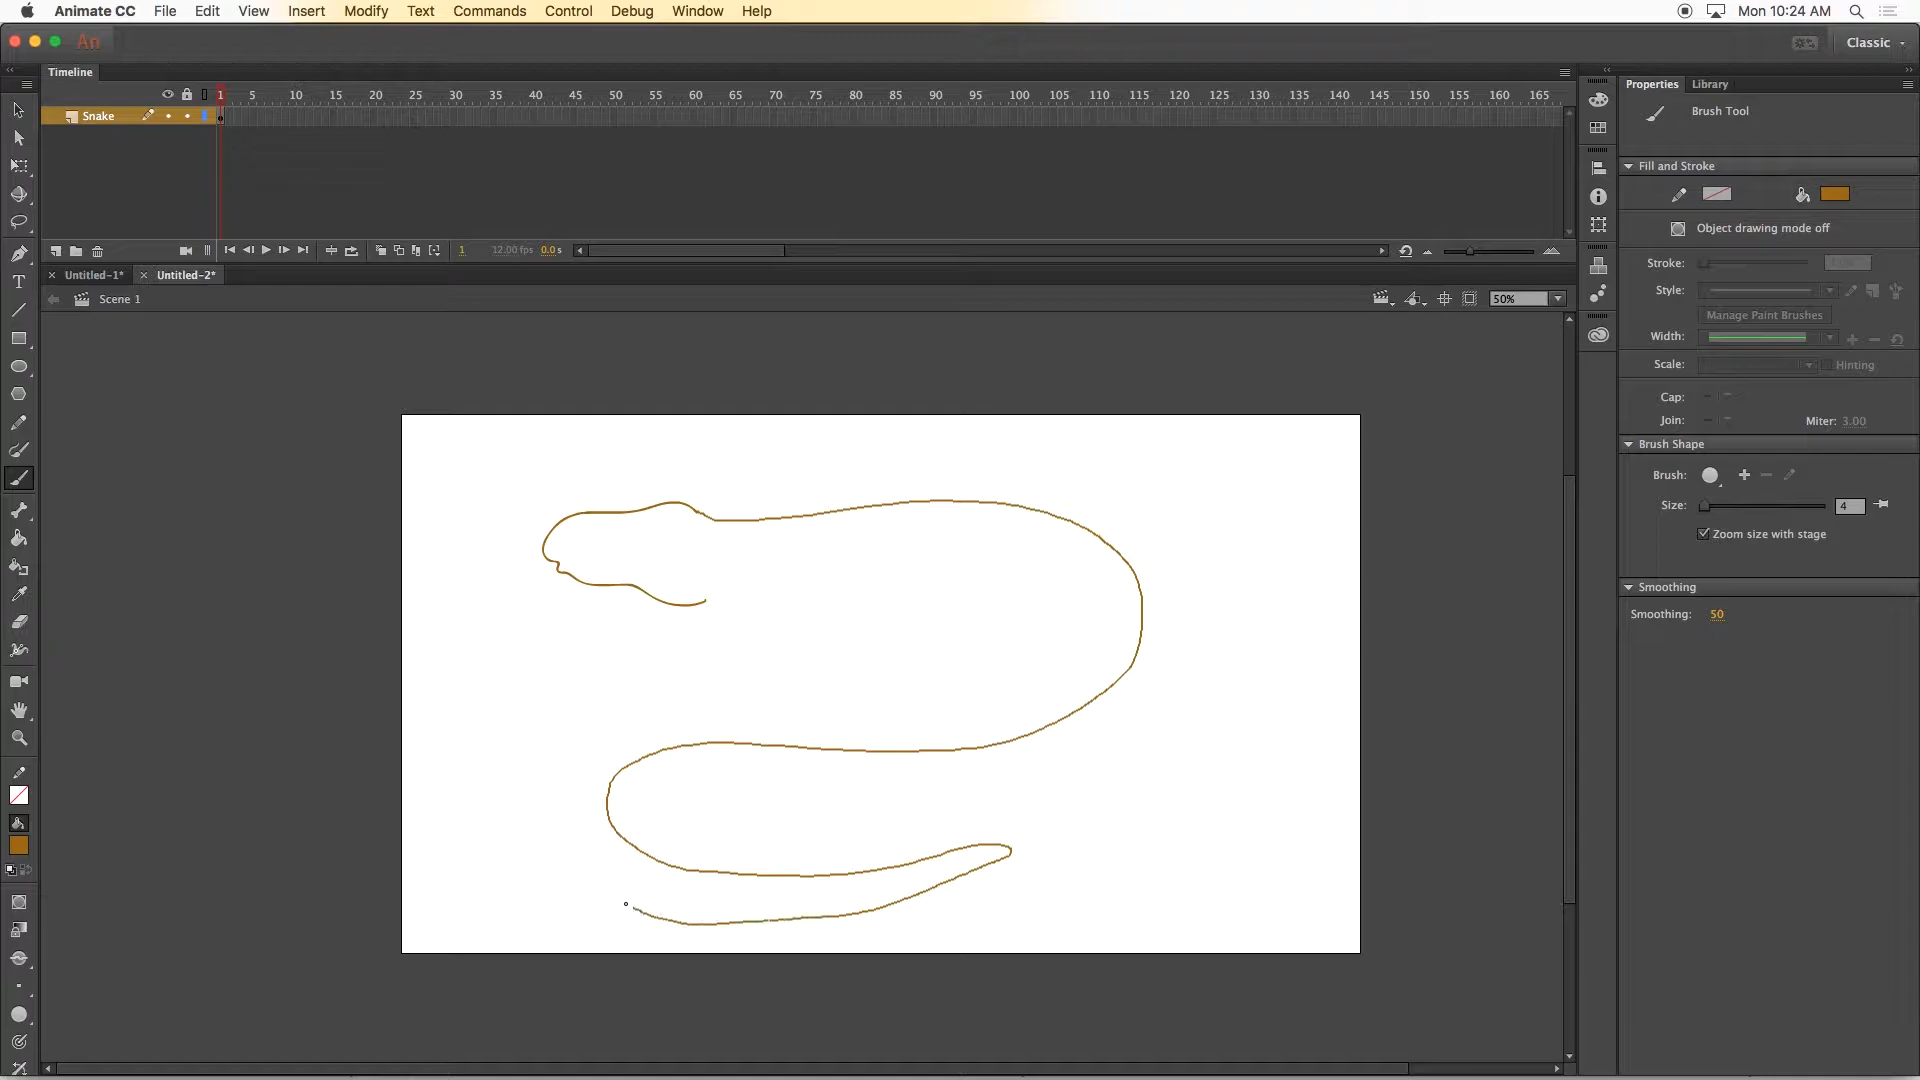 Animate CC File Edit View Insert Modify Text Commands Control Debug Window Help Mon 10:24 AM
An Classic
Timeline
1 5 10 15 20 25 30 35 40 45 50 55 60 65 70 75 80 85 90 95 100 105 110 115 120 125 130 135 140 145 150 155 160 165
Snake
1 12.00 fps 0.0 s
Untitled-1* Untitled-2*
Scene 1 50%
Properties Library
Brush Tool
Fill and Stroke
Object drawing mode off
Stroke:
Style:
Manage Paint Brushes
Width:
Scale: Hinting
Cap:
Join: Miter: 3.00
Brush Shape
Brush:
Size: 4
Zoom size with stage
Smoothing
Smoothing: 50